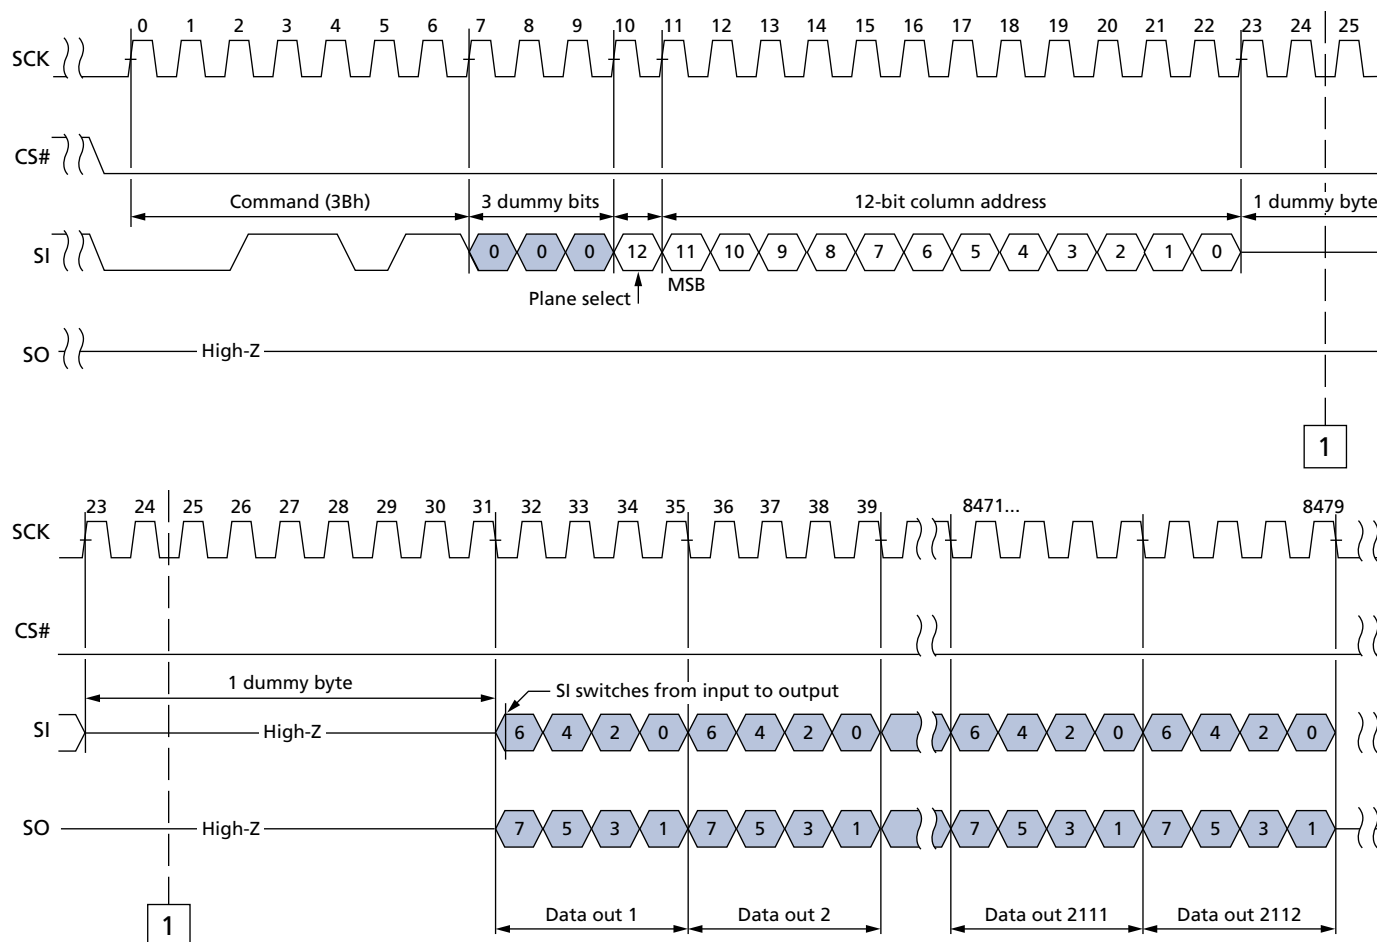 0 1 2 3 4 5 6 7 8 9 10 11 12 13 14 15 16 17 18 19 20 21 22 23 24 25
SCK
CS#
Command (3Bh) 3 dummy bits 12-bit column address 1 dummy byte
SI 0 0 0 12 11 10 9 8 7 6 5 4 3 2 1 0
Plane select MSB
SO High-Z
1
23 24 25 26 27 28 29 30 31 32 33 34 35 36 37 38 39 8471... 8479
SCK
CS#
1 dummy byte SI switches from input to output
SI High-Z 6 4 2 0 6 4 2 0 6 4 2 0 6 4 2 0
SO High-Z 7 5 3 1 7 5 3 1 7 5 3 1 7 5 3 1
1 Data out 1 Data out 2 Data out 2111 Data out 2112